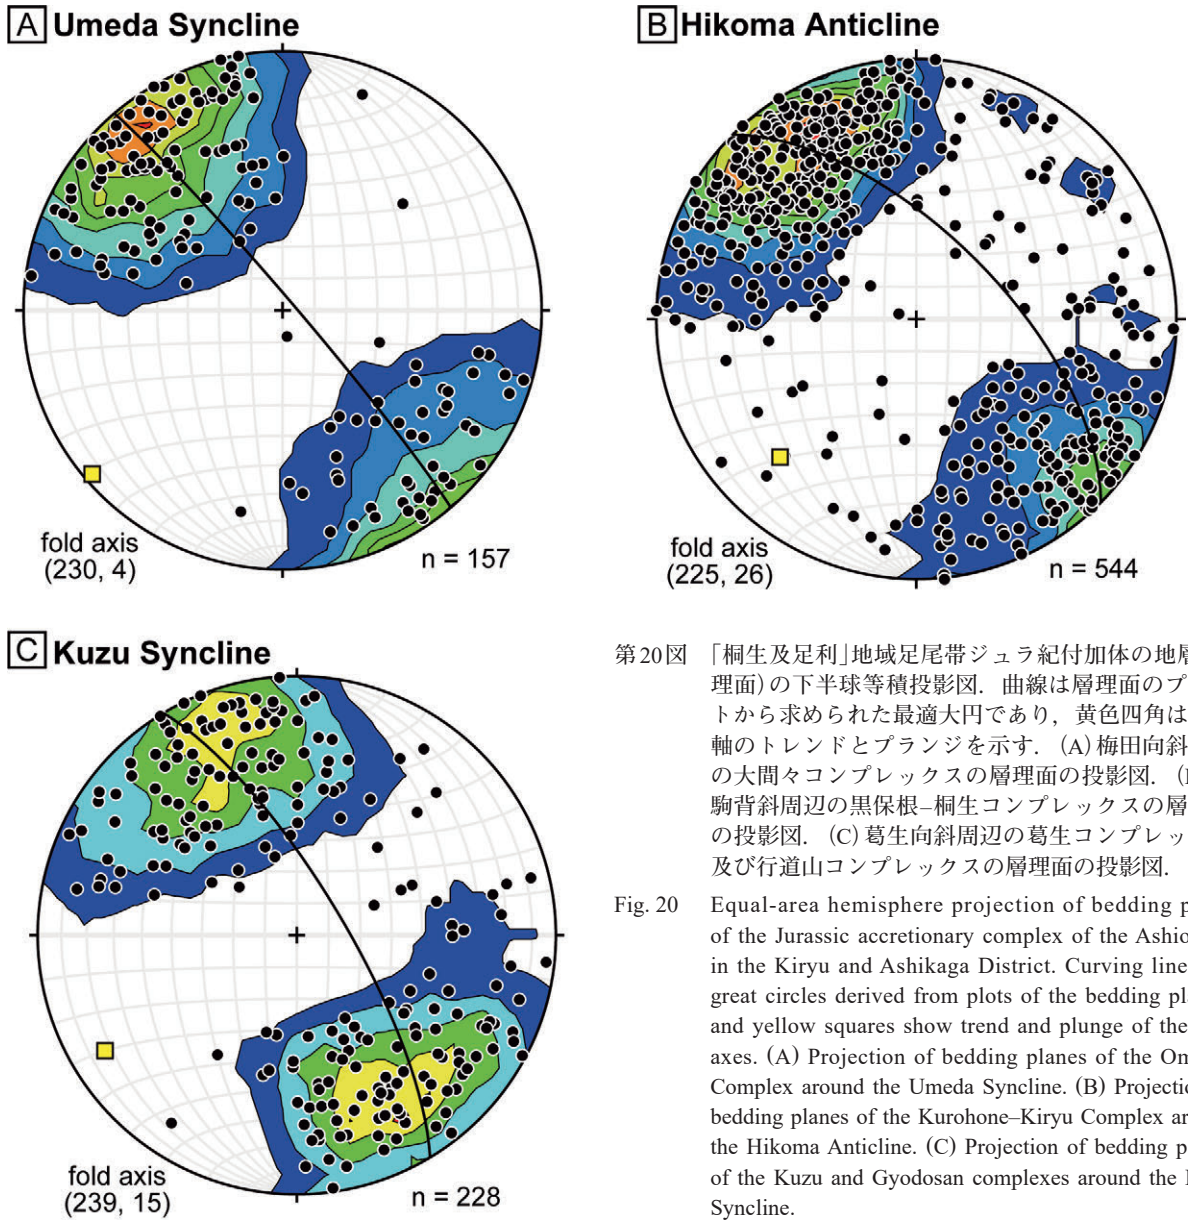 A Umeda Syncline
fold axis
(230, 4)
n = 157
B Hikoma Anticline
fold axis
(225, 26)
n = 544
C Kuzu Syncline
fold axis
(239, 15)
n = 228
第20図 「桐生及足利」地域足尾帯ジュラ紀付加体の地層
理面)の下半球等積投影図．曲線は層理面のプ
トから求められた最適大円であり，黄色四角は
軸のトレンドとプランジを示す．(A)梅田向斜
の大間々コンプレックスの層理面の投影図．
駒背斜周辺の黒保根–桐生コンプレックスの層
の投影図．(C)葛生向斜周辺の葛生コンプレッ
及び行道山コンプレックスの層理面の投影図．
Fig. 20 Equal-area hemisphere projection of bedding p
of the Jurassic accretionary complex of the Ashio
in the Kiryu and Ashikaga District. Curving line
great circles derived from plots of the bedding pl
and yellow squares show trend and plunge of the
axes. (A) Projection of bedding planes of the Om
Complex around the Umeda Syncline. (B) Projectio
bedding planes of the Kurohone–Kiryu Complex ar
the Hikoma Anticline. (C) Projection of bedding p
of the Kuzu and Gyodosan complexes around the
Syncline.